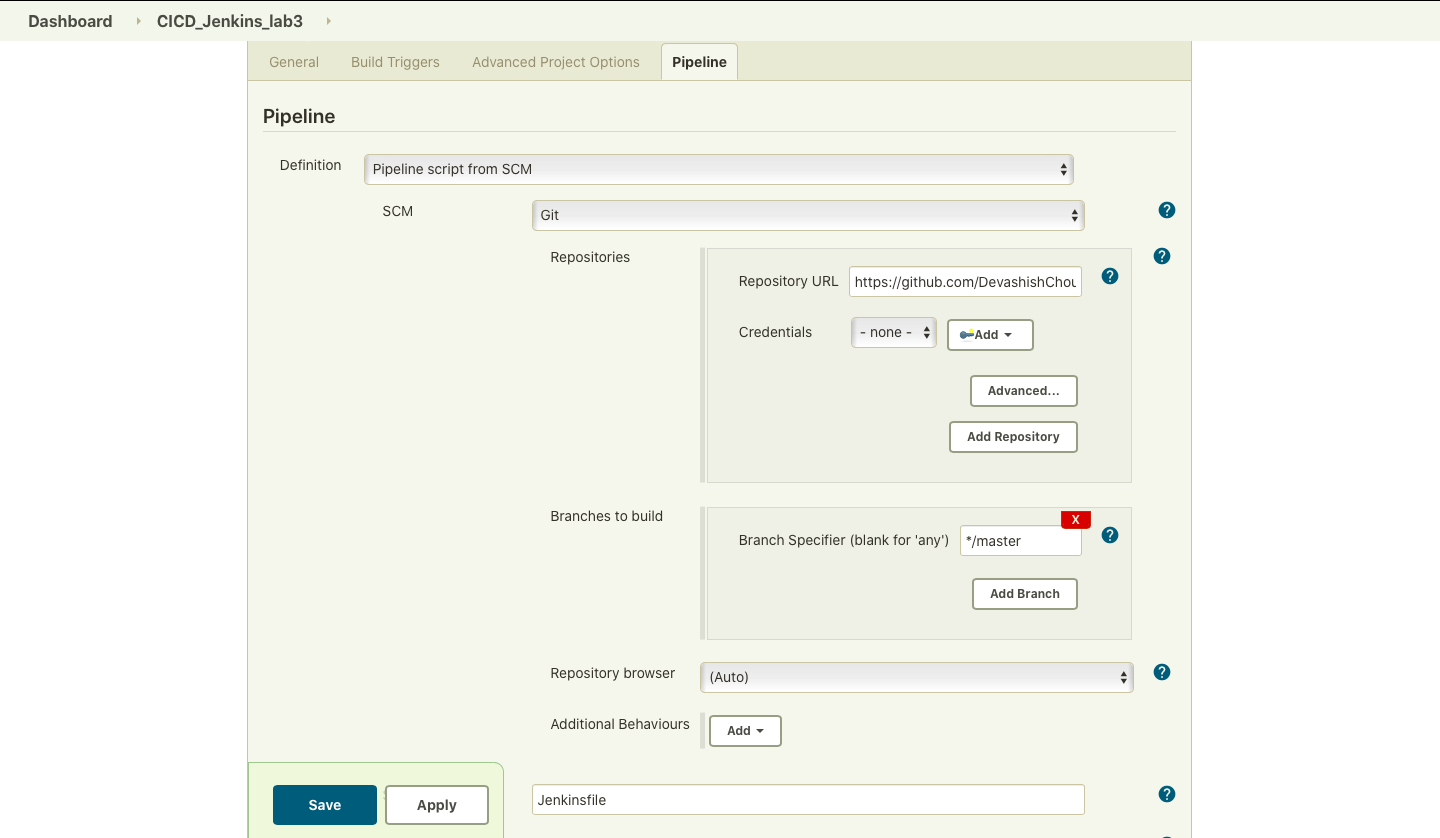 Dashboard CICD_Jenkins_lab3
General Build Triggers Advanced Project Options Pipeline
Pipeline
Definition Pipeline script from SCM
SCM Git ?
Repositories ?
Repository URL https://github.com/DevashishChou ?
Credentials - none - Add
Advanced...
Add Repository
Branches to build
X
Branch Specifier (blank for 'any') */master ?
Add Branch
Repository browser (Auto) ?
Additional Behaviours Add
Save Apply Jenkinsfile ?